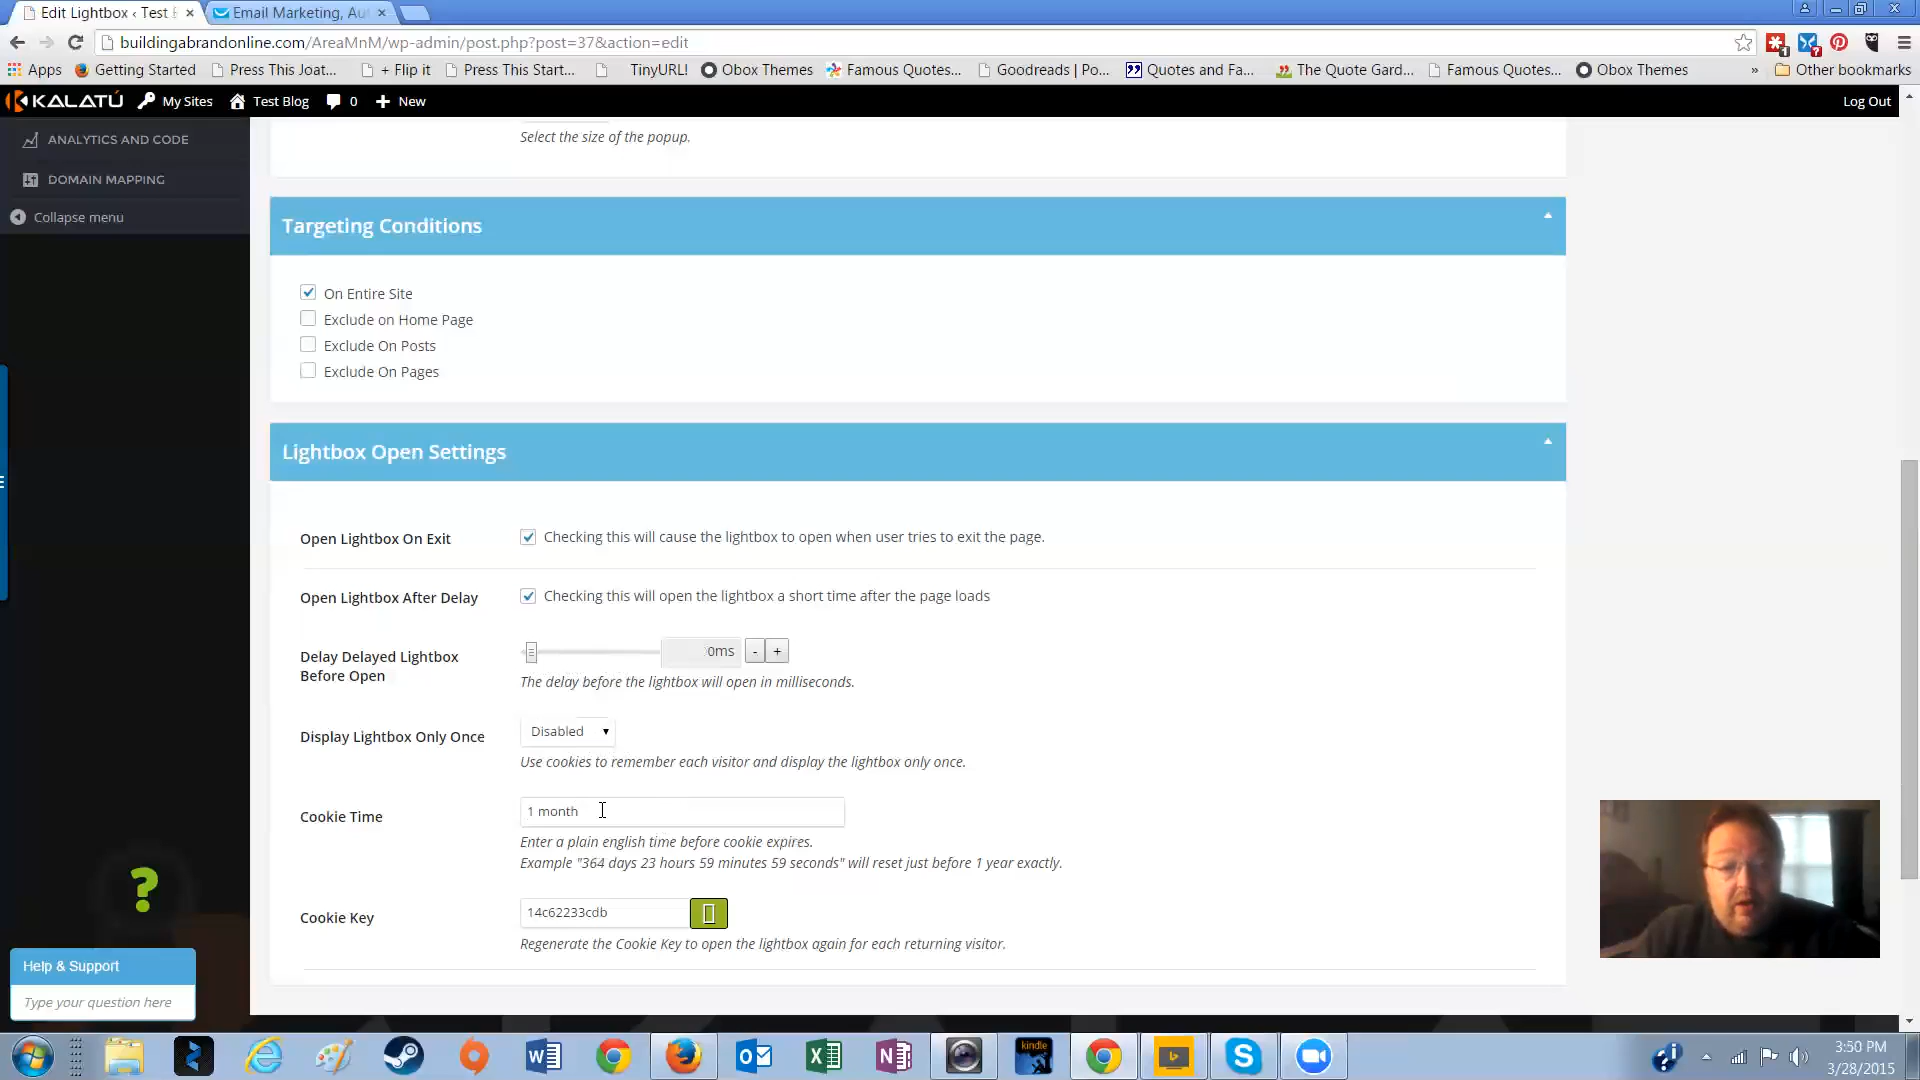 Edit Lightbox ‹ Test
Email Marketing, Au
buildingabrandonline.com/AreaMnM/wp-admin/post.php?post=37&action=edit
Apps
Getting Started
Press This Joat...
+ Flip it
Press This Start...
TinyURL!
Obox Themes
Famous Quotes...
Goodreads | Po...
Quotes and Fa...
The Quote Gard...
Famous Quotes...
Obox Themes
»
Other bookmarks
KALATÚ
My Sites
Test Blog
0
New
Log Out
ANALYTICS AND CODE
DOMAIN MAPPING
Collapse menu
Select the size of the popup.
Targeting Conditions
On Entire Site
Exclude on Home Page
Exclude On Posts
Exclude On Pages
Lightbox Open Settings
Open Lightbox On Exit
Checking this will cause the lightbox to open when user tries to exit the page.
Open Lightbox After Delay
Checking this will open the lightbox a short time after the page loads
Delay Delayed Lightbox
Before Open
0ms
-
+
The delay before the lightbox will open in milliseconds.
Display Lightbox Only Once
Disabled
Use cookies to remember each visitor and display the lightbox only once.
Cookie Time
1 month
Enter a plain english time before cookie expires.
Example "364 days 23 hours 59 minutes 59 seconds" will reset just before 1 year exactly.
Cookie Key
14c62233cdb
Regenerate the Cookie Key to open the lightbox again for each returning visitor.
?
Help & Support
Type your question here
kindle
3:50 PM
3/28/2015